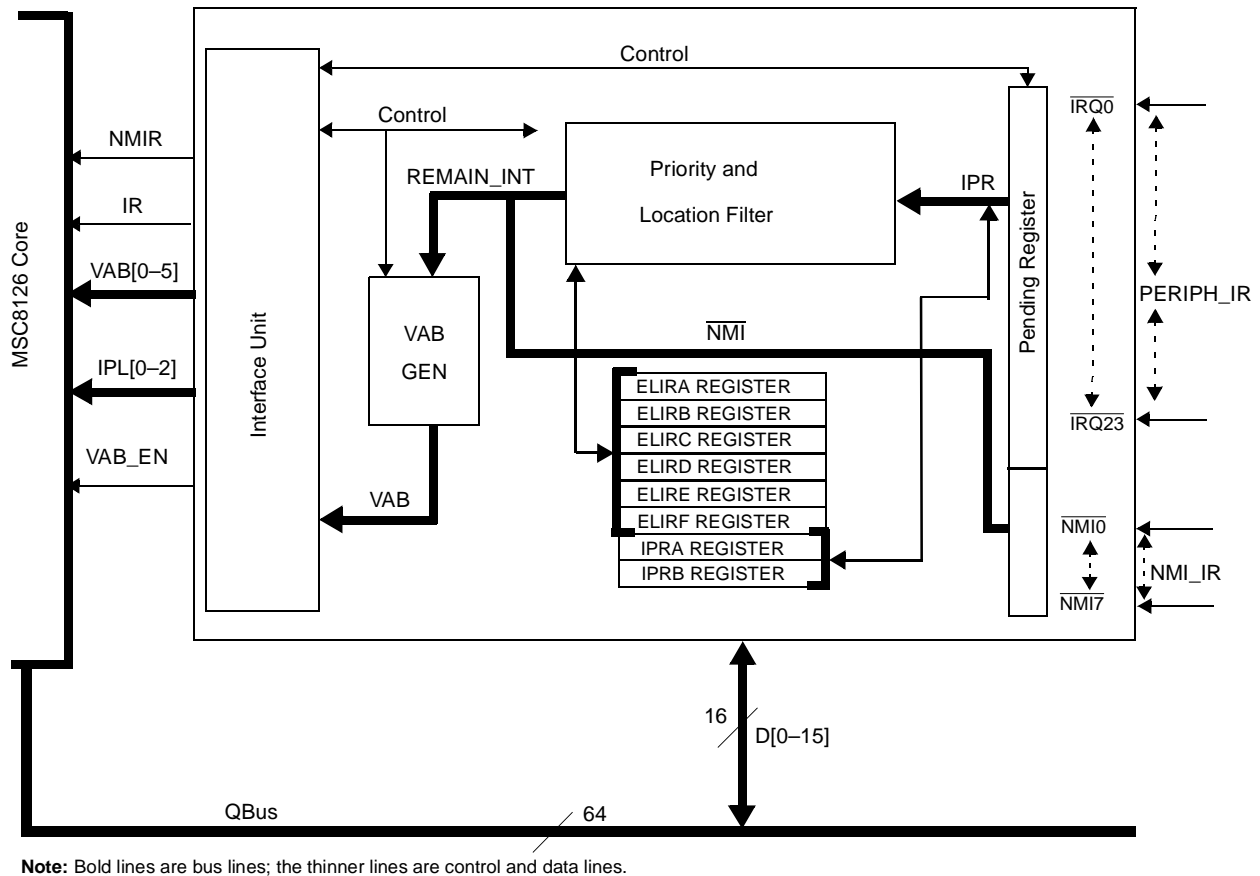 MSC8126 Core
NMIR
IR
VAB[0–5]
IPL[0–2]
VAB_EN
Interface Unit
Control
Control
REMAIN_INT
VAB
GEN
VAB
Priority and
Location Filter
IPR
NMI
ELIRA REGISTER
ELIRB REGISTER
ELIRC REGISTER
ELIRD REGISTER
ELIRE REGISTER
ELIRF REGISTER
IPRA REGISTER
IPRB REGISTER
Pending Register
IRQ0
IRQ23
PERIPH_IR
NMI0
NMI7
NMI_IR
16
D[0–15]
QBus
64
Note: Bold lines are bus lines; the thinner lines are control and data lines.